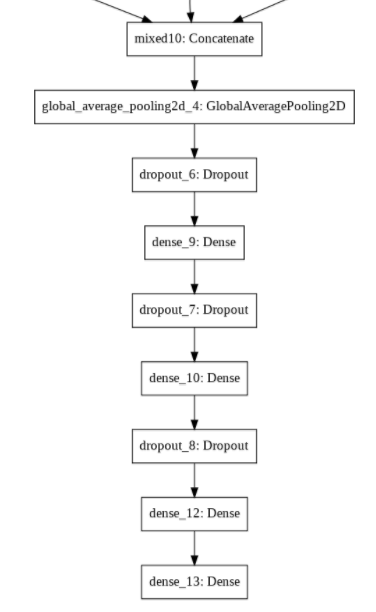 mixed10: Concatenate
global_average_pooling2d_4: GlobalAveragePooling2D
dropout_6: Dropout
dense_9: Dense
dropout_7: Dropout
dense_10: Dense
dropout_8: Dropout
dense_12: Dense
dense_13: Dense